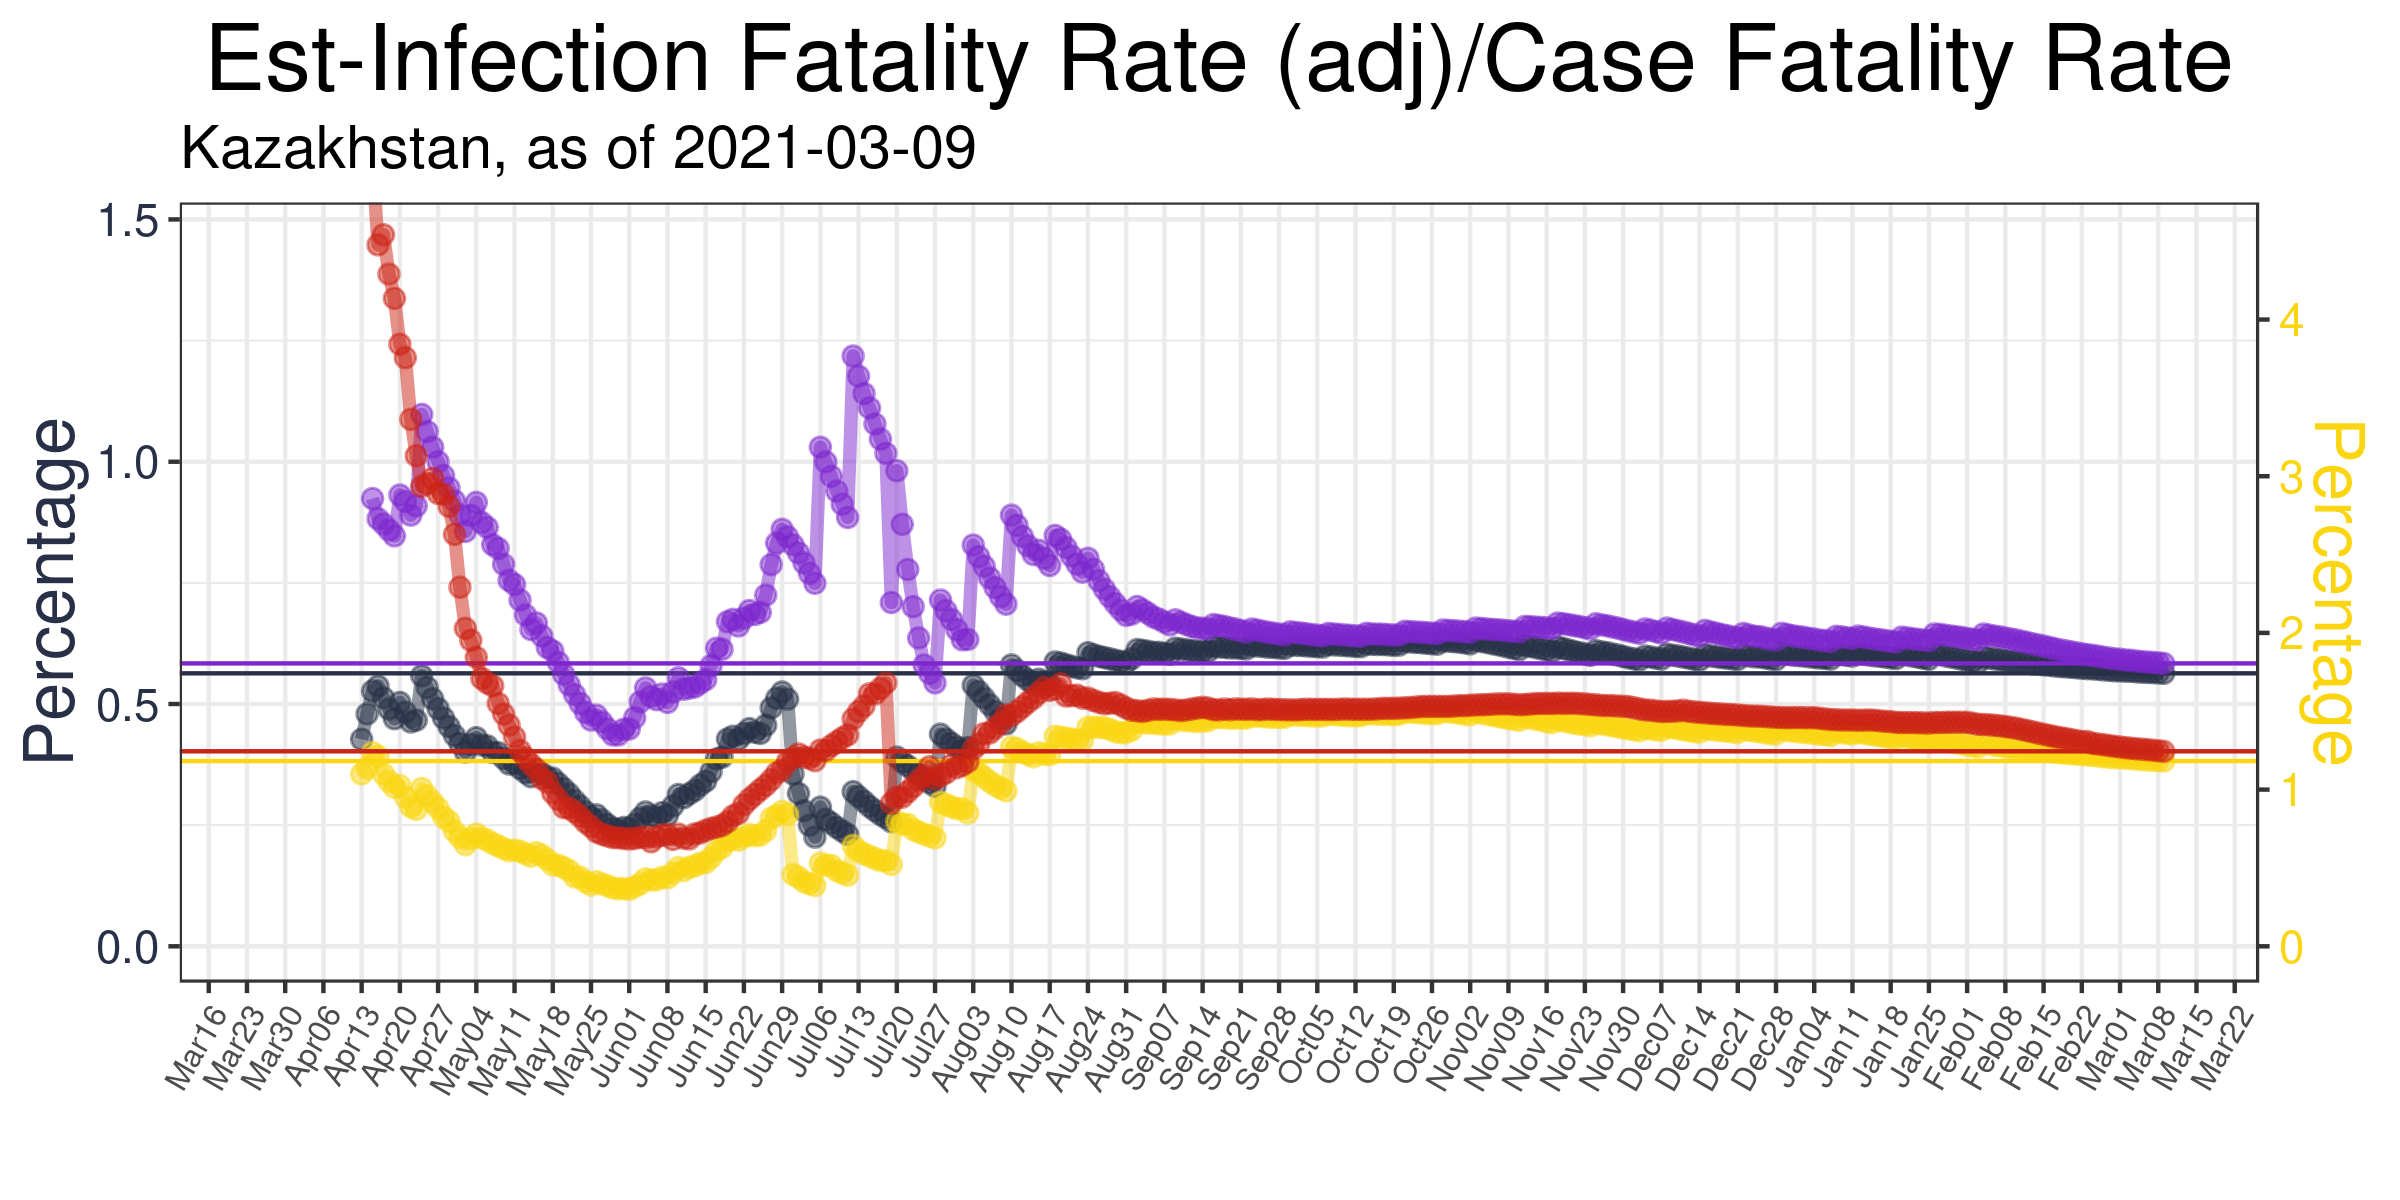 Est-Infection Fatality Rate (adj)/Case Fatality Rate
Kazakhstan, as of 2021-03-09
Percentage
1.5
1.0
0.5
0.0
4
3
2
1
0
Percentage
Mar16 Mar23 Mar30 Apr06 Apr13 Apr20 Apr27 May04 May11 May18 May25 Jun01 Jun08 Jun15 Jun22 Jun29 Jul06 Jul13 Jul20 Jul27 Aug03 Aug10 Aug17 Aug24 Aug31 Sep07 Sep14 Sep21 Sep28 Oct05 Oct12 Oct19 Oct26 Nov02 Nov09 Nov16 Nov23 Nov30 Dec07 Dec14 Dec21 Dec28 Jan04 Jan11 Jan18 Jan25 Feb01 Feb08 Feb15 Feb22 Mar01 Mar08 Mar15 Mar22